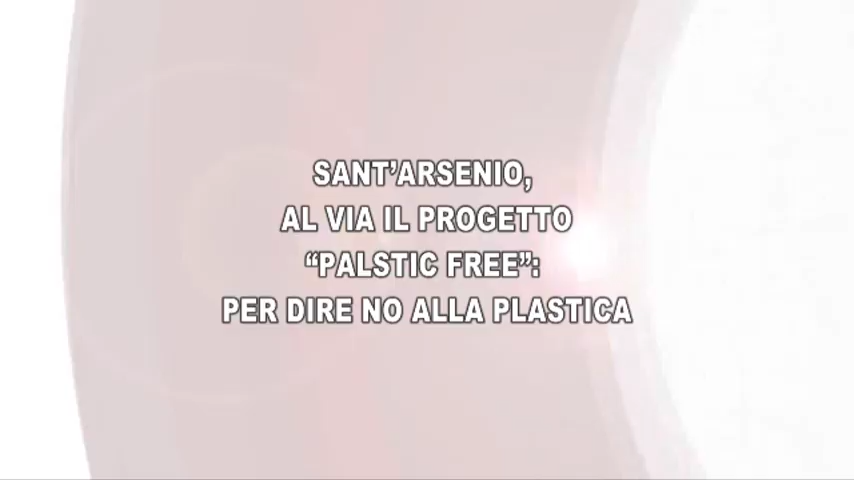 SANT'ARSENIO,
AL VIA IL PROGETTO
“PALSTIC FREE”:
PER DIRE NO ALLA PLASTICA